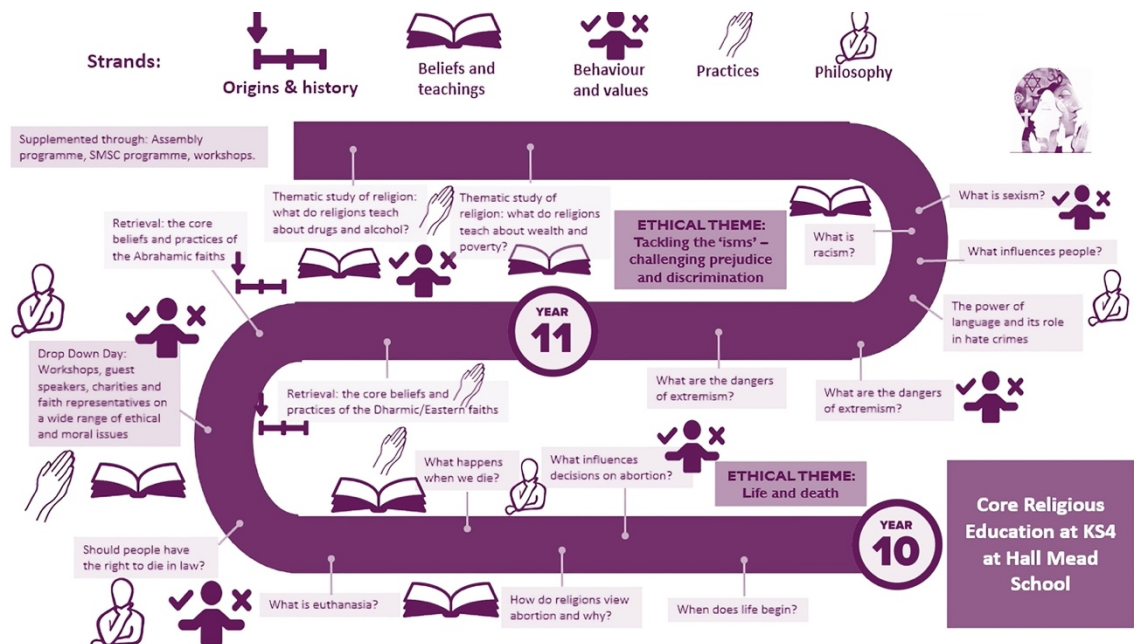 Strands:
Origins & history
Beliefs and
teachings
Behaviour
and values
Practices
Philosophy
Supplemented through: Assembly
programme, SMSC programme, workshops.
Thematic study of religion:
what do religions teach
about drugs and alcohol?
Thematic study of
religion: what do religions
teach about wealth and
poverty?
ETHICAL THEME:
Tackling the ‘isms’ –
challenging prejudice
and discrimination
What is
racism?
What is sexism?
What influences people?
The power of
language and its role
in hate crimes
Retrieval: the core
beliefs and practices of
the Abrahamic faiths
YEAR
11
What are the dangers
of extremism?
What are the dangers
of extremism?
Drop Down Day:
Workshops, guest
speakers, charities and
faith representatives on
a wide range of ethical
and moral issues
Retrieval: the core beliefs and
practices of the Dharmic/Eastern faiths
What happens
when we die?
What influences
decisions on abortion?
ETHICAL THEME:
Life and death
YEAR
10
Core Religious
Education at KS4
at Hall Mead
School
Should people have
the right to die in law?
What is euthanasia?
How do religions view
abortion and why?
When does life begin?